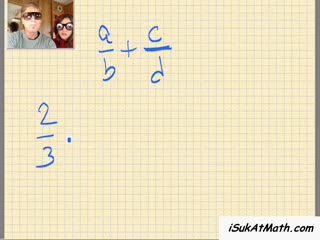 a/b + c/d
2/3 ·
iSukAtMath.com